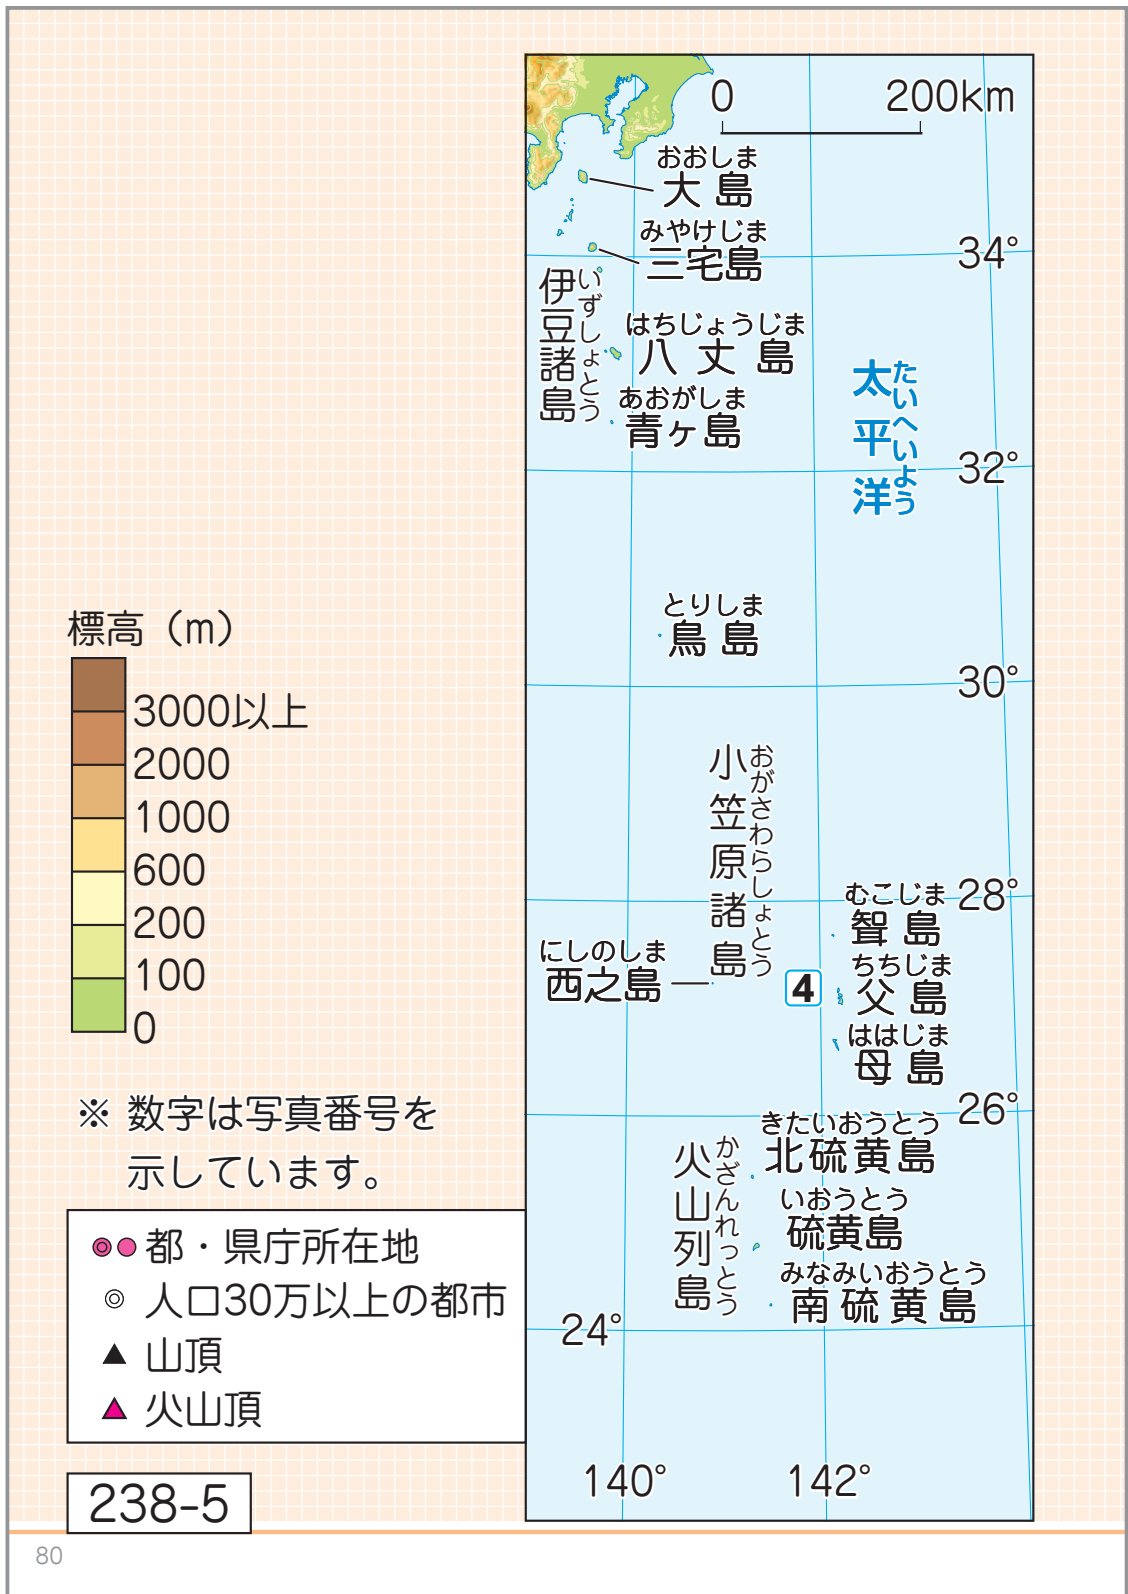 0 200km
おおしま
大島
みやけじま
三宅島
34°
いずしょとう
伊豆諸島
はちじょうじま
八丈島
あおがしま
青ヶ島
たいへいよう
太平洋
32°
とりしま
鳥島
30°
おがさわらしょとう
小笠原諸島
28°
むこじま
聟島
にしのしま
西之島
4
ちちじま
父島
ははじま
母島
26°
かざんれっとう
火山列島
きたいおうとう
北硫黄島
いおうとう
硫黄島
みなみいおうとう
南硫黄島
24°
140° 142°
標高（m）
3000以上
2000
1000
600
200
100
0
※ 数字は写真番号を
示しています。
都・県庁所在地
人口30万以上の都市
山頂
火山頂
238-5
80